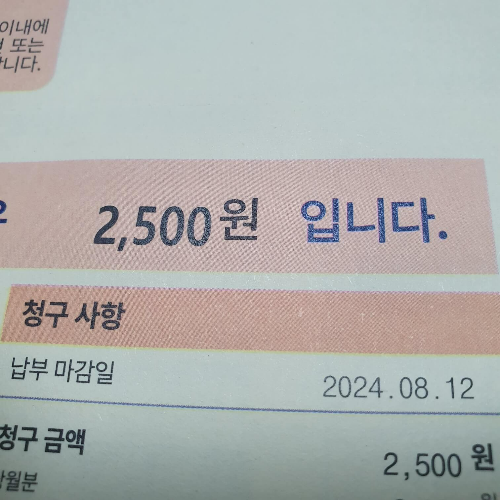 이내에
또는
니다.
2,500원 입니다.
청구 사항
납부 마감일 2024.08.12
청구 금액 2,500 원
월분